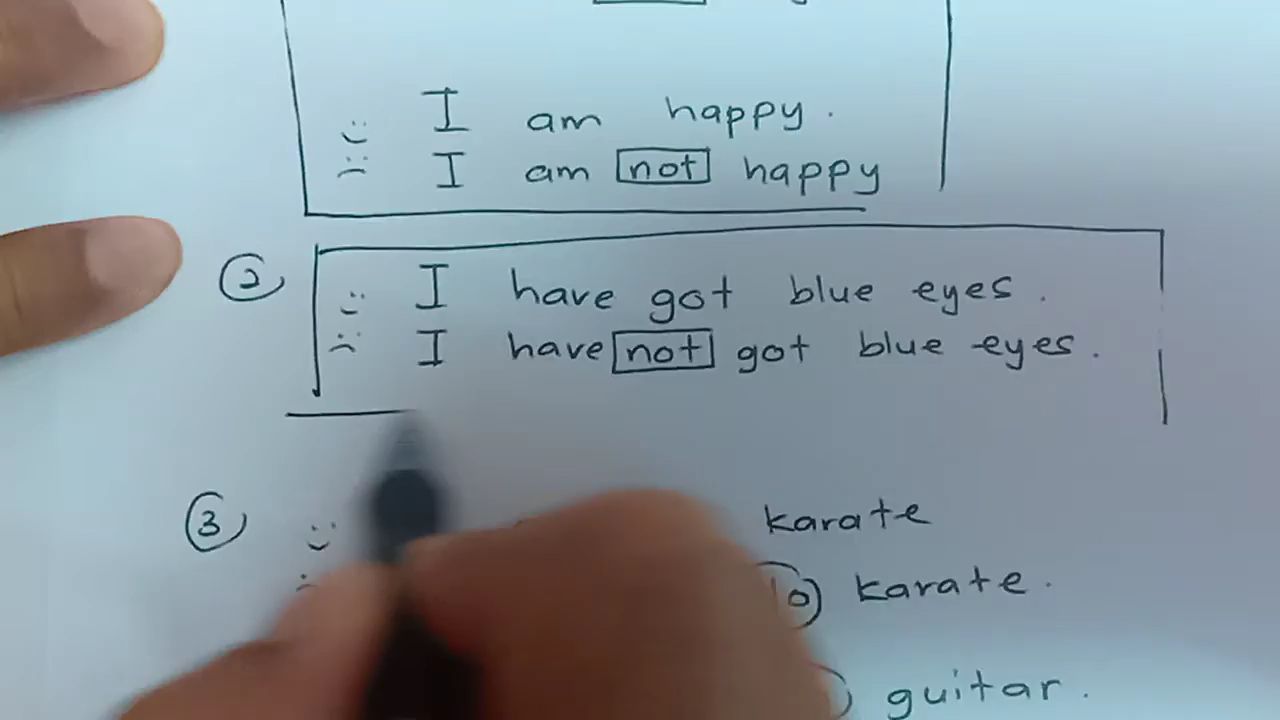 :) I am happy.
:( I am not happy
② :) I have got blue eyes.
:( I have not got blue eyes.
③ :) karate
karate.
guitar.